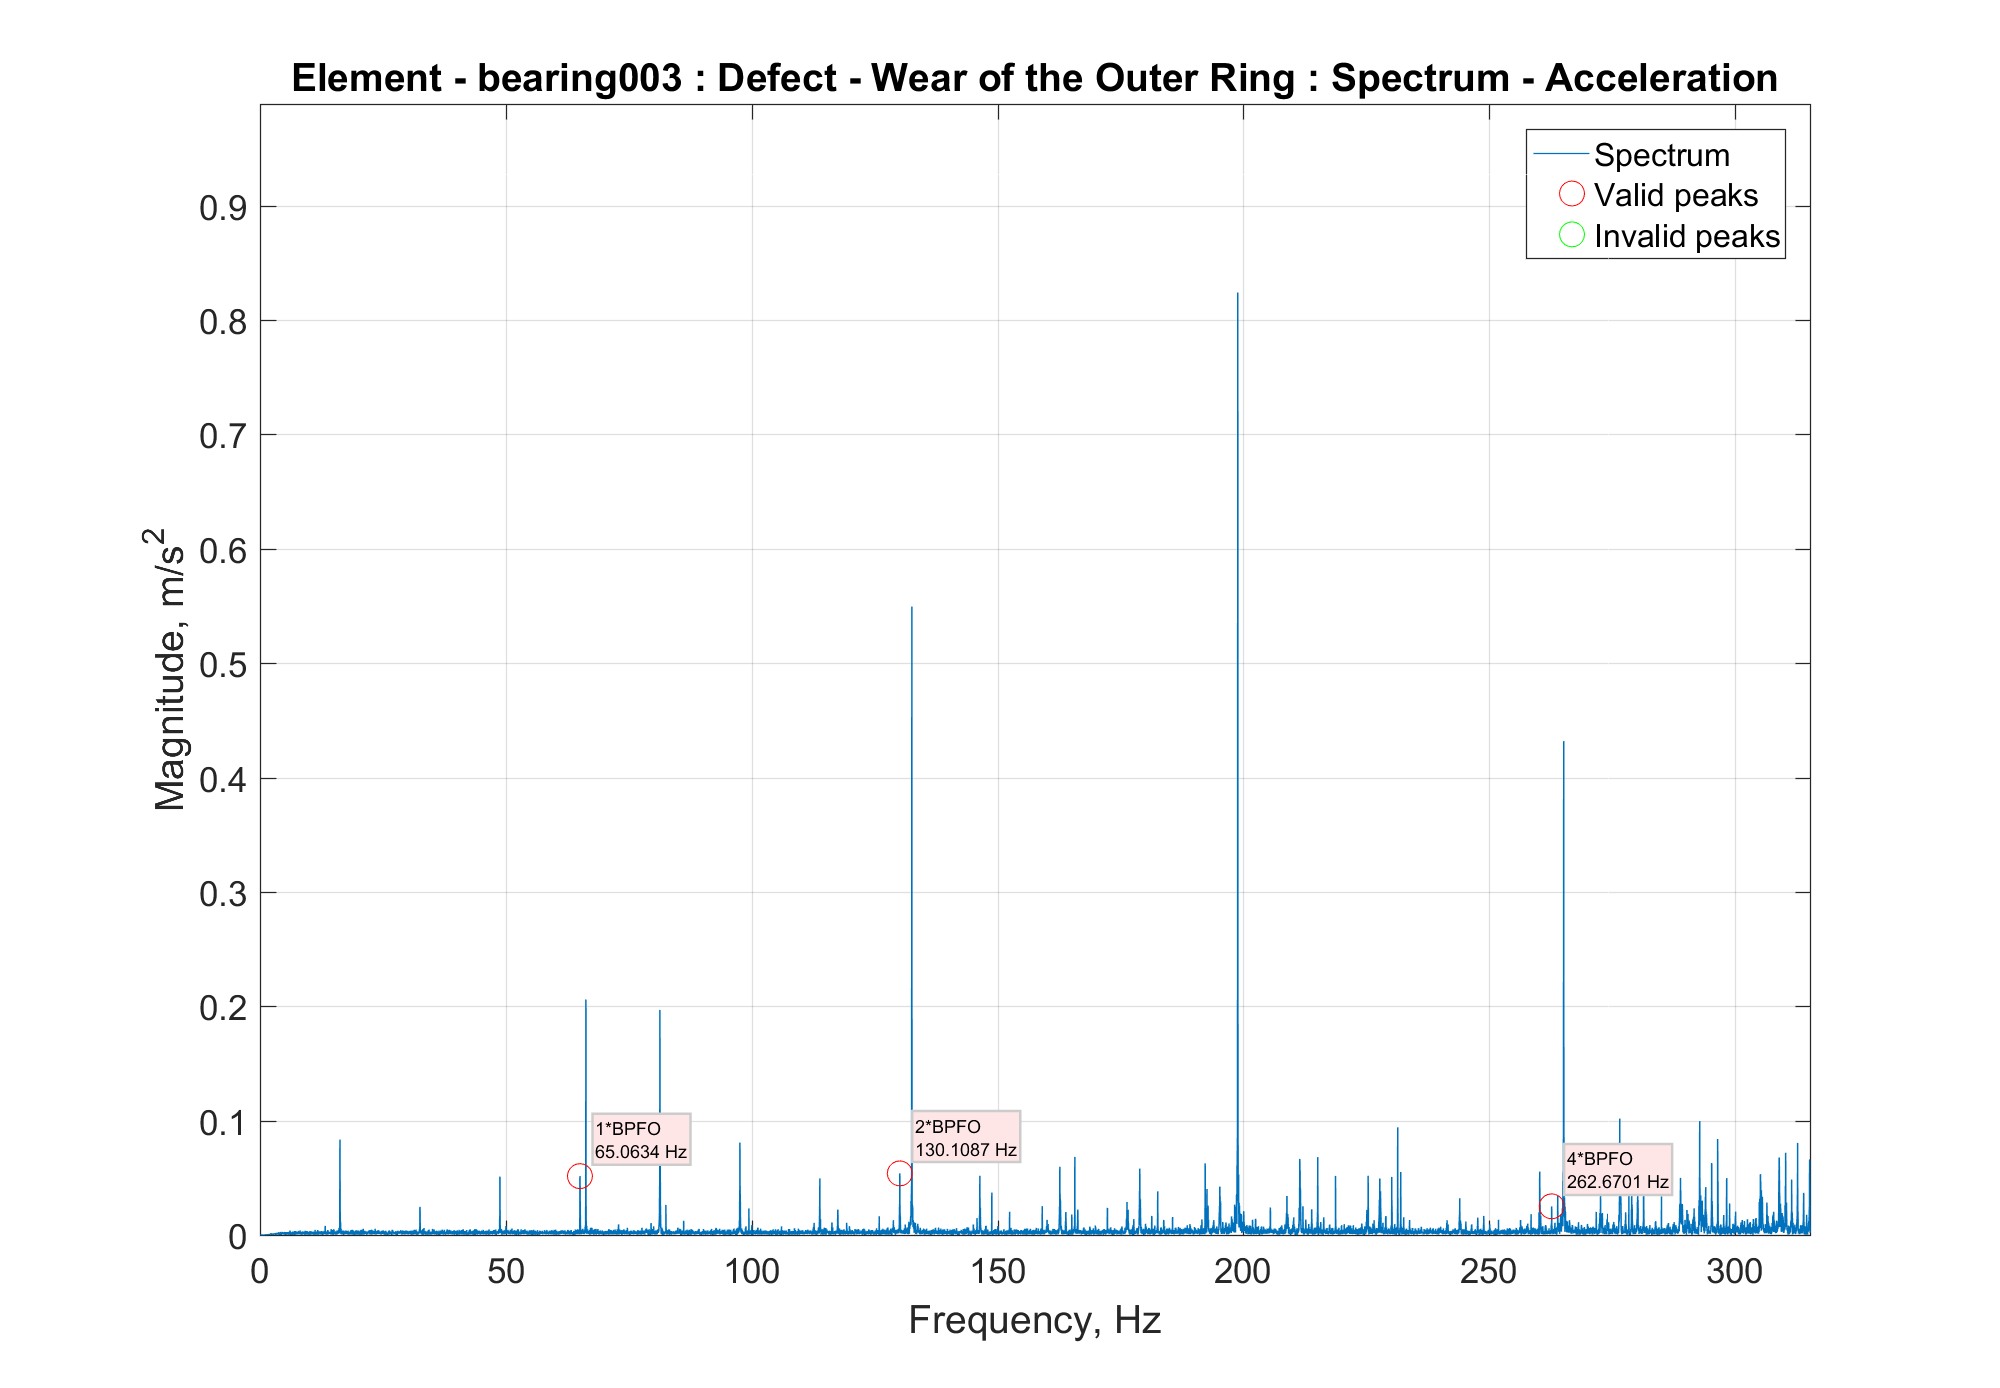 Element - bearing003 : Defect - Wear of the Outer Ring : Spectrum - Acceleration
Spectrum
Valid peaks
Invalid peaks
0.9
0.8
0.7
0.6
0.5
0.4
0.3
0.2
0.1
0
Magnitude, m/s²
1*BPFO
65.0634 Hz
2*BPFO
130.1087 Hz
4*BPFO
262.6701 Hz
0 50 100 150 200 250 300
Frequency, Hz